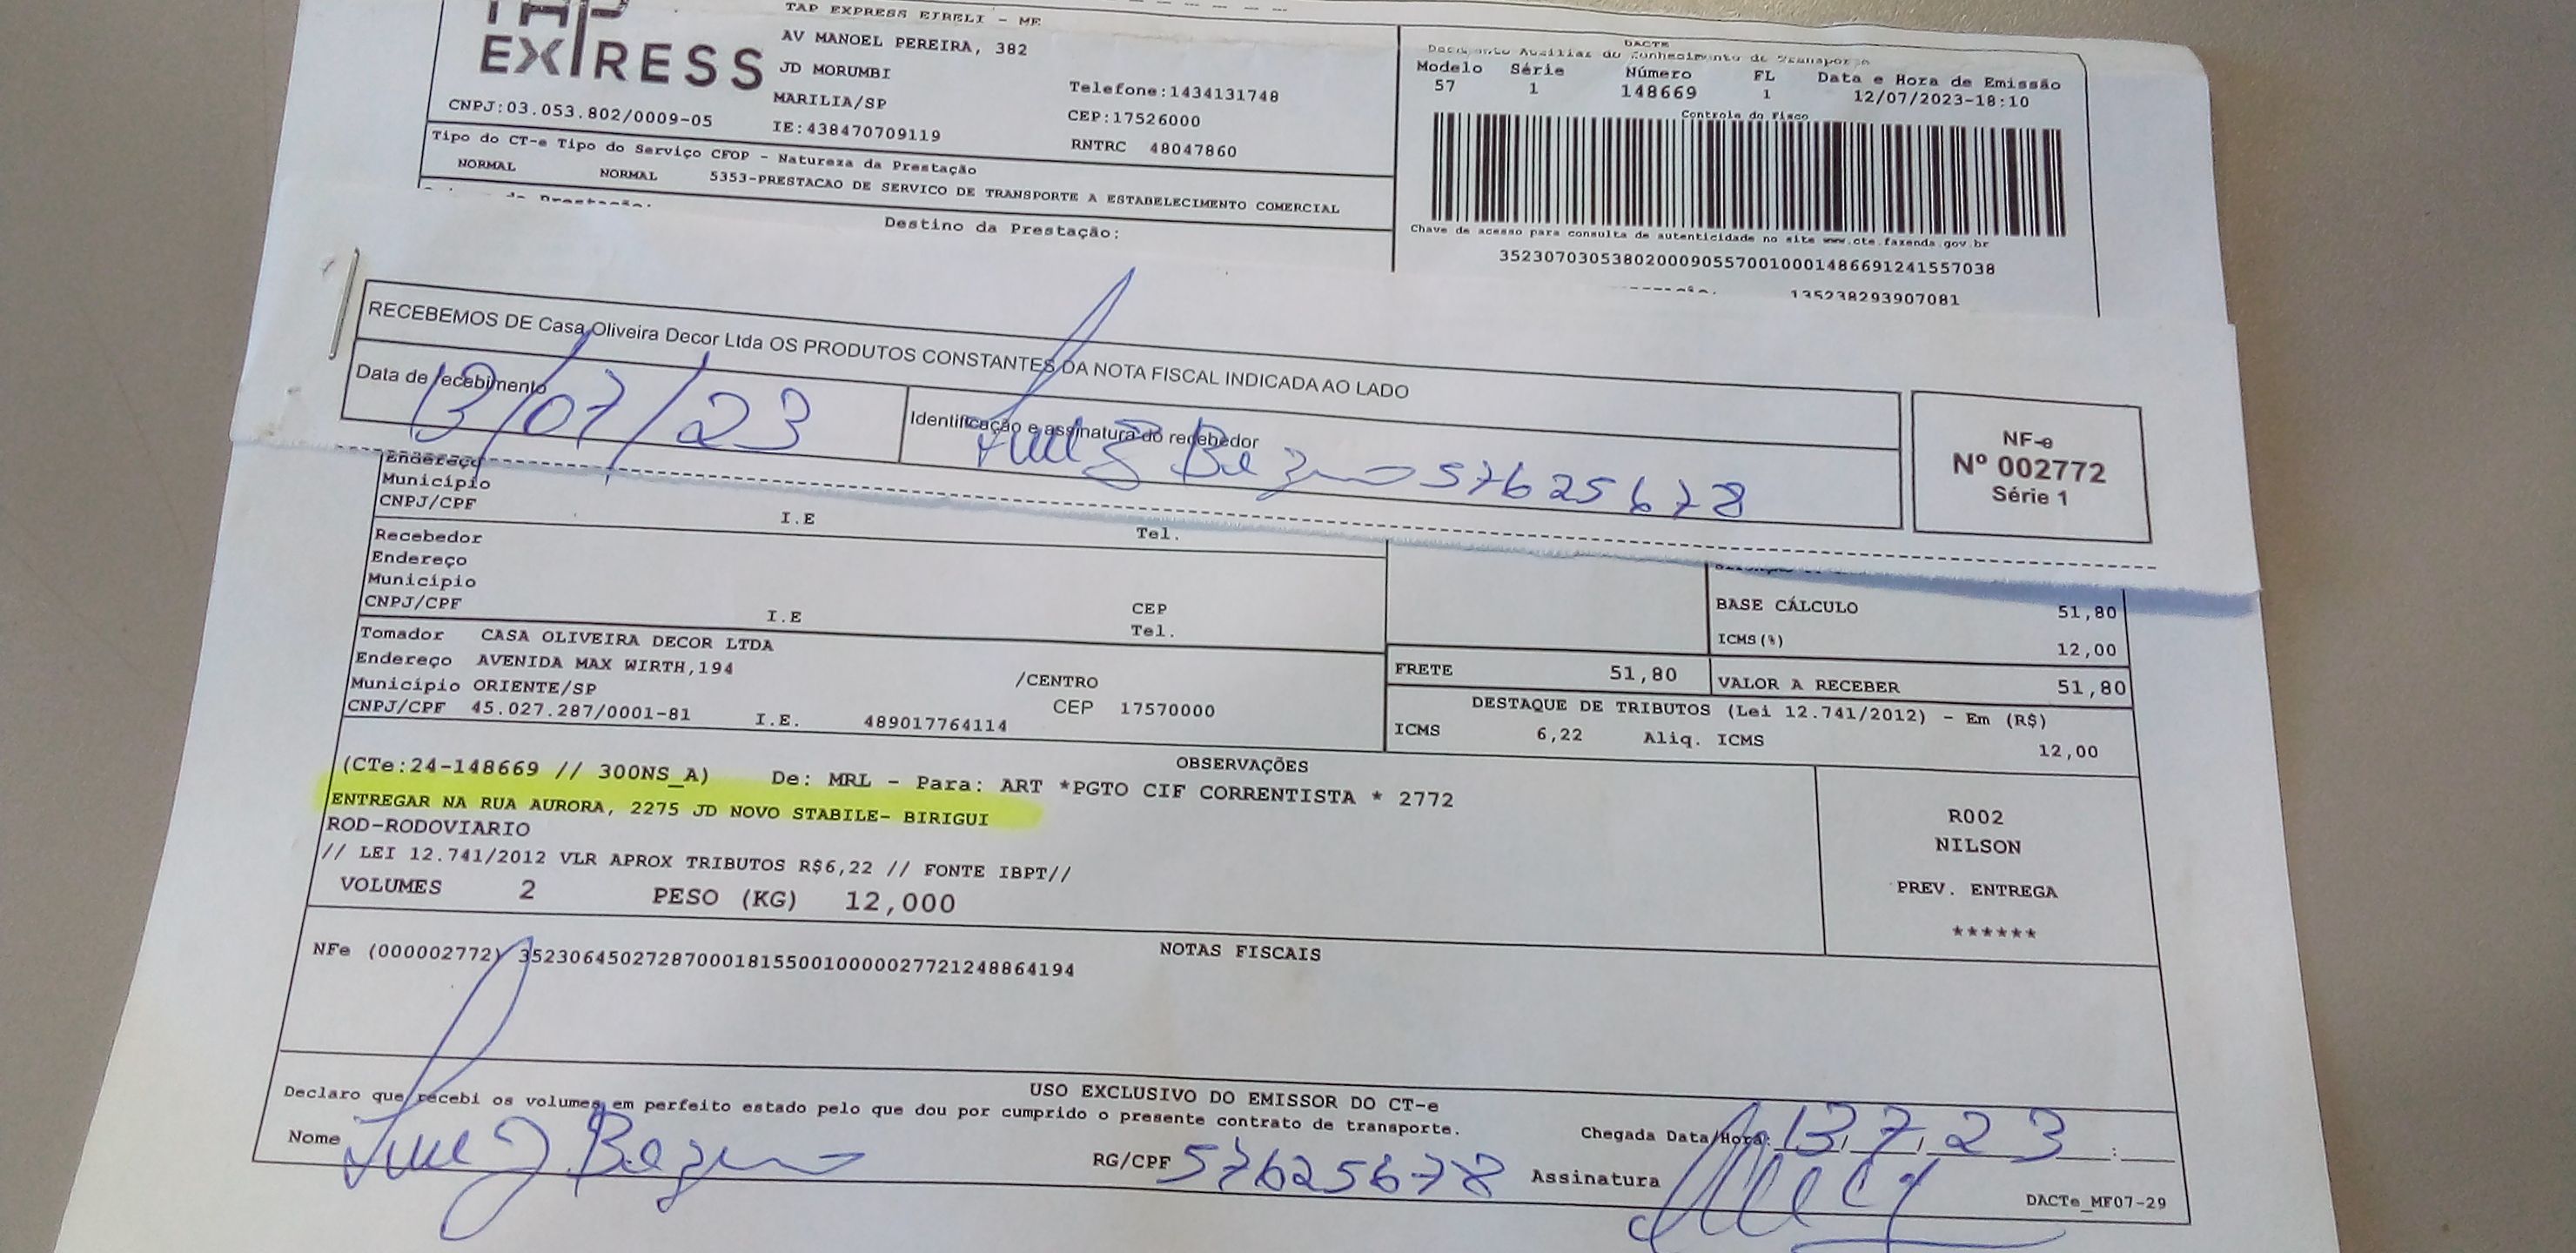 TAP
EXPRESS
CNPJ:03.053.802/0009-05
TAP EXPRESS EIRELI - ME
AV MANOEL PEREIRA, 382
JD MORUMBI
MARILIA/SP
IE:438470709119
Telefone:1434131748
CEP:17526000
RNTRC 48047860
DACTE
Documento Auxiliar do Conhecimento de Transporte
Modelo Série Número FL Data e Hora de Emissão
57 1 148669 1 12/07/2023-18:10
Controle do Fisco
Chave de acesso para consulta de autenticidade no site www.cte.fazenda.gov.br
35230703053802000905570010001486691241557038
135238293907081
Tipo do CT-e Tipo do Serviço CFOP - Natureza da Prestação
NORMAL NORMAL 5353-PRESTACAO DE SERVICO DE TRANSPORTE A ESTABELECIMENTO COMERCIAL
da Prestação:
Destino da Prestação:
RECEBEMOS DE Casa Oliveira Decor Ltda OS PRODUTOS CONSTANTES DA NOTA FISCAL INDICADA AO LADO
Data de recebimento
13/07/23
Identificação e assinatura do recebedor
57625678
NF-e
Nº 002772
Série 1
Endereço
Município
CNPJ/CPF I.E Tel.
Recebedor
Endereço
Município CEP
CNPJ/CPF I.E Tel.
BASE CÁLCULO 51,80
ICMS(%) 12,00
FRETE 51,80 VALOR A RECEBER 51,80
Tomador CASA OLIVEIRA DECOR LTDA
Endereço AVENIDA MAX WIRTH,194 /CENTRO
Município ORIENTE/SP CEP 17570000
CNPJ/CPF 45.027.287/0001-81 I.E. 489017764114
DESTAQUE DE TRIBUTOS (Lei 12.741/2012) - Em (R$)
ICMS 6,22 Aliq. ICMS 12,00
OBSERVAÇÕES
(CTe:24-148669 // 300NS_A) De: MRL - Para: ART *PGTO CIF CORRENTISTA * 2772
ENTREGAR NA RUA AURORA, 2275 JD NOVO STABILE- BIRIGUI
ROD-RODOVIARIO
// LEI 12.741/2012 VLR APROX TRIBUTOS R$6,22 // FONTE IBPT//
VOLUMES 2 PESO (KG) 12,000
R002
NILSON
PREV. ENTREGA
******
NOTAS FISCAIS
NFe (000002772) 35230645027287000181550010000027721248864194
USO EXCLUSIVO DO EMISSOR DO CT-e
Declaro que recebi os volumes em perfeito estado pelo que dou por cumprido o presente contrato de transporte.
Chegada Data/Hora: 13/7/23 :
Nome RG/CPF 57625678 Assinatura
DACTe_MF07-29